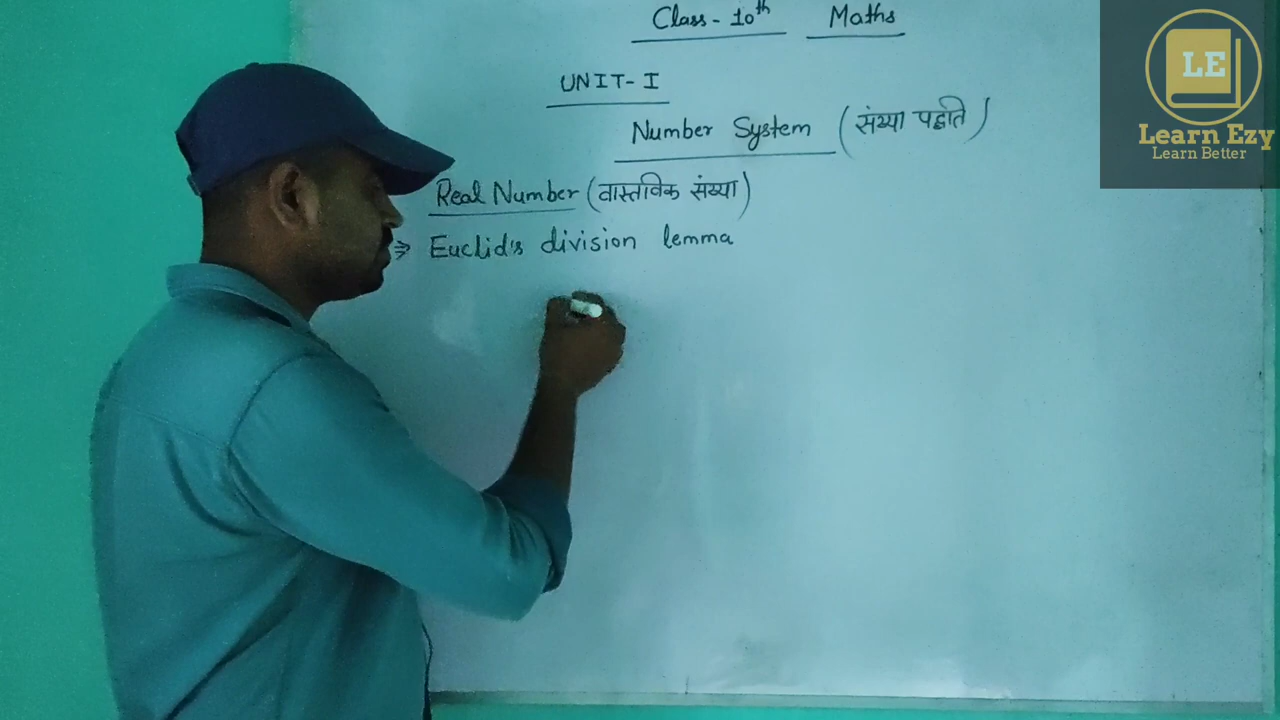 Class - 10th Maths
UNIT - I
Number System (संख्या पद्धति)
Real Number (वास्तविक संख्या)
⇒ Euclid's division lemma
LE
Learn Ezy
Learn Better